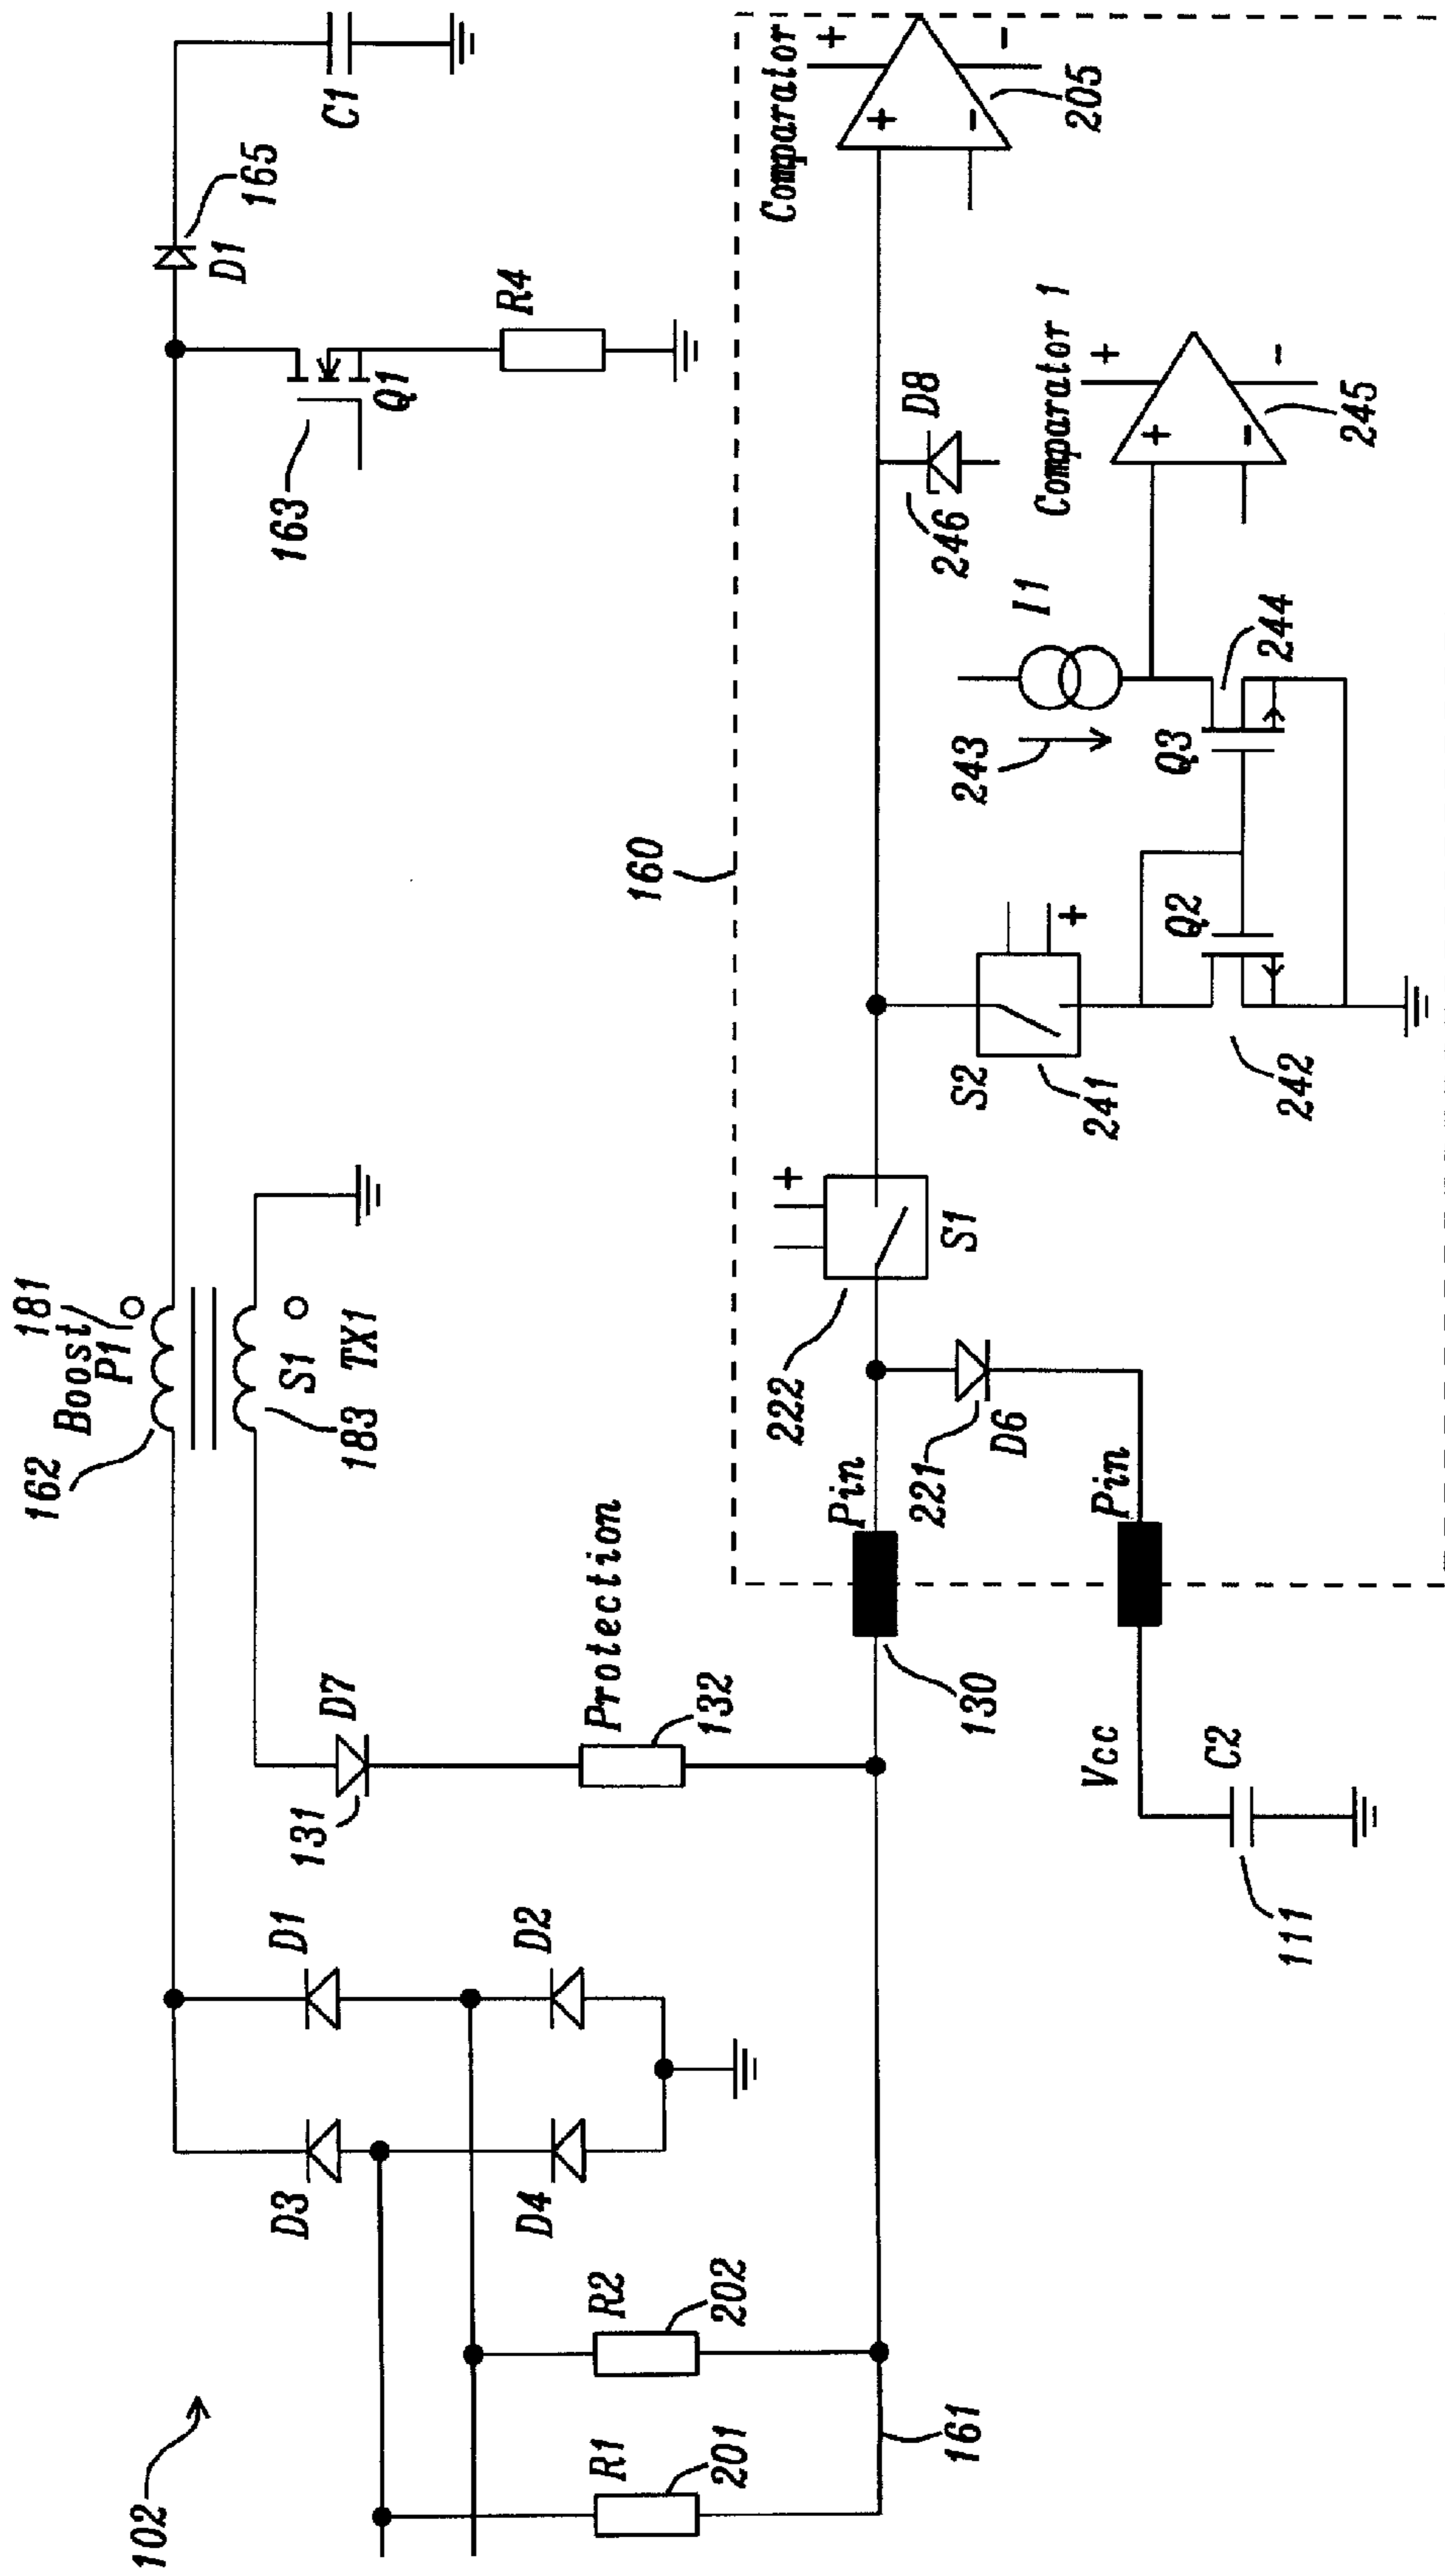 102
R1
201
R2
202
161
D3
D4
D1
D2
131
D7
Protection
132
162
Boost
P1
181
S1
183
TX1
163
Q1
R4
D1
165
C1
160
130
Pin
Vcc
C2
111
Pin
221
D6
222
+
S1
S2
241
+
Q2
242
243
I1
Q3
244
246
D8
Comparator 1
+
-
+
-
245
Comparator
+
-
+
-
205